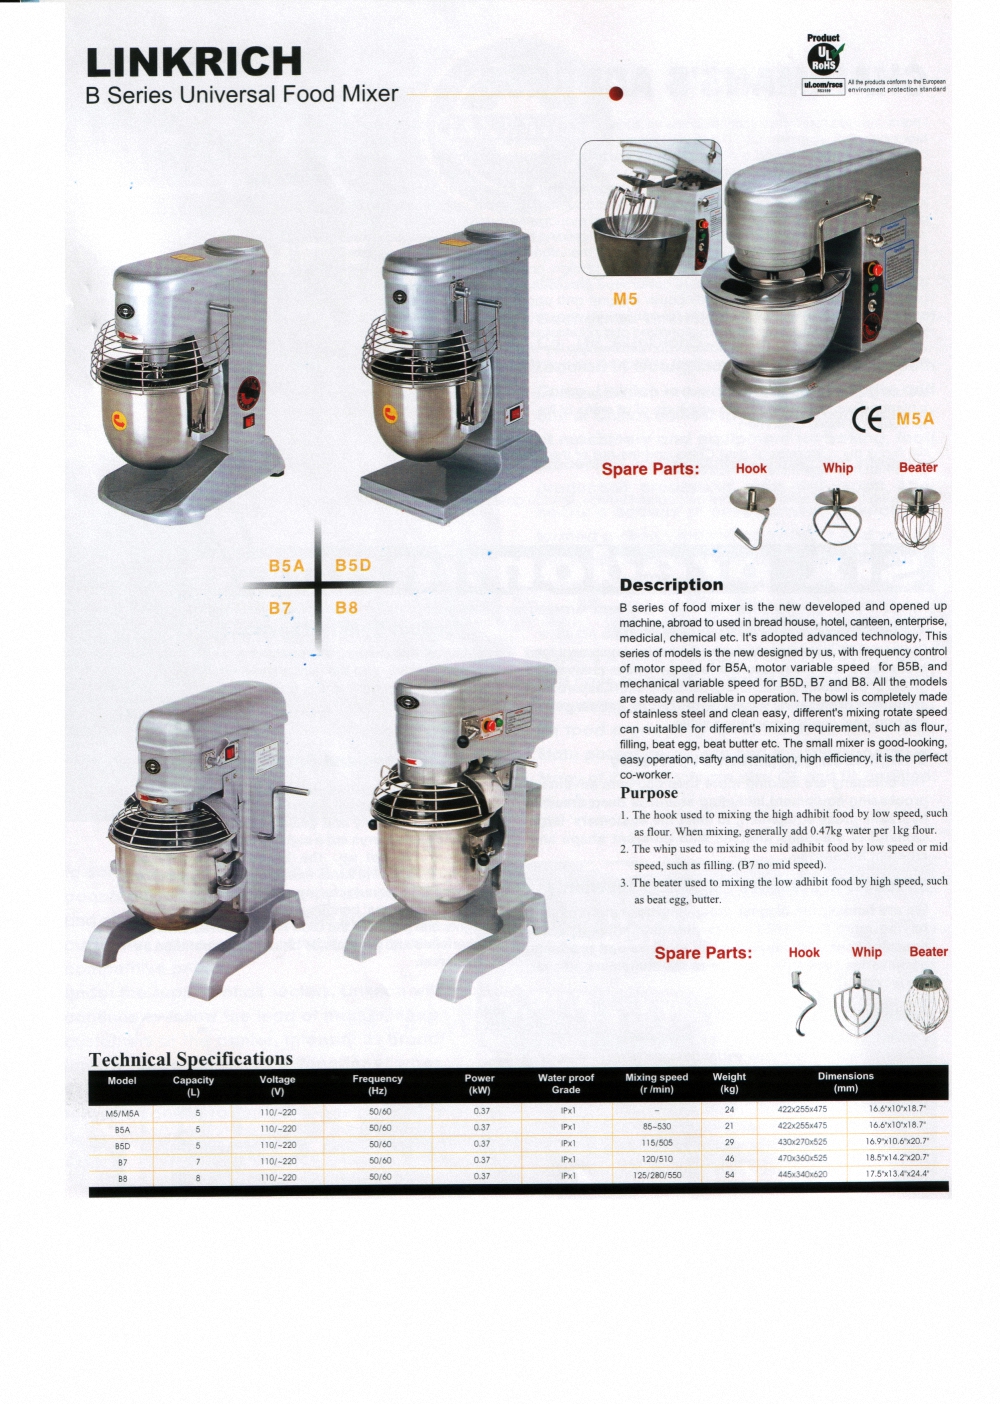 LINKRICH
B Series Universal Food Mixer
Product
UL
RoHS
ul.com/rscs
All the products conform to the European
environment protection standard
M5
CE
M5A
Spare Parts:
Hook
Whip
Beater
B5A
B5D
B7
B8
Description
B series of food mixer is the new developed and opened up
machine, abroad to used in bread house, hotel, canteen, enterprise,
medicial, chemical etc. It's adopted advanced technology, This
series of models is the new designed by us, with frequency control
of motor speed for B5A, motor variable speed for B5B, and
mechanical variable speed for B5D, B7 and B8. All the models
are steady and reliable in operation. The bowl is completely made
of stainless steel and clean easy, different's mixing rotate speed
can suitalble for different's mixing requirement, such as flour,
filling, beat egg, beat butter etc. The small mixer is good-looking,
easy operation, safty and sanitation, high efficiency, it is the perfect
co-worker.
Purpose
1. The hook used to mixing the high adhibit food by low speed, such
as flour. When mixing, generally add 0.47kg water per 1kg flour.
2. The whip used to mixing the mid adhibit food by low speed or mid
speed, such as filling. (B7 no mid speed).
3. The beater used to mixing the low adhibit food by high speed, such
as beat egg, butter.
Spare Parts:
Hook
Whip
Beater
Technical Specifications
Model Capacity (L) Voltage (V) Frequency (Hz) Power (kW) Water proof Grade Mixing speed (r /min) Weight (kg) Dimensions (mm)
M5/M5A 5 110/~220 50/60 0.37 IPx1 – 24 422x255x475 16.6"x10"x18.7"
B5A 5 110/~220 50/60 0.37 IPx1 85~530 21 422x255x475 16.6"x10"x18.7"
B5D 5 110/~220 50/60 0.37 IPx1 115/505 29 430x270x525 16.9"x10.6"x20.7"
B7 7 110/~220 50/60 0.37 IPx1 120/510 46 470x360x525 18.5"x14.2"x20.7"
B8 8 110/~220 50/60 0.37 IPx1 125/280/550 54 445x340x620 17.5"x13.4"x24.4"